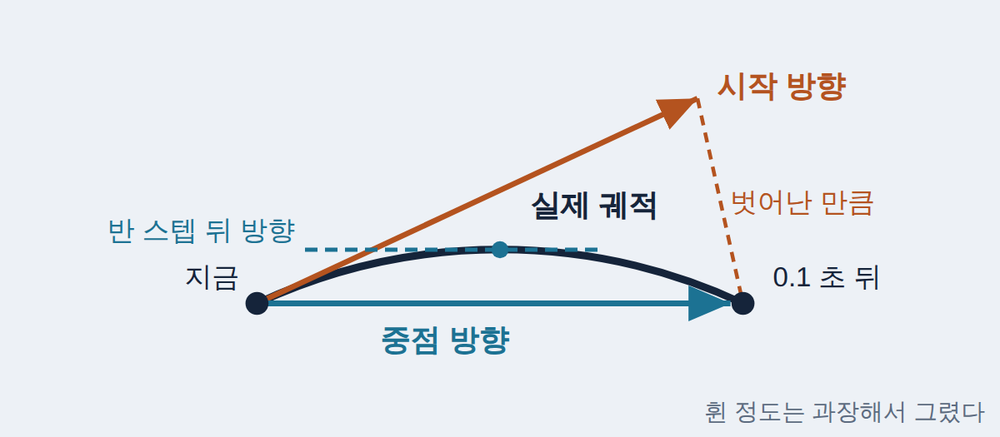 시작 방향
실제 궤적
벗어난 만큼
반 스텝 뒤 방향
지금
0.1 초 뒤
중점 방향
휜 정도는 과장해서 그렸다